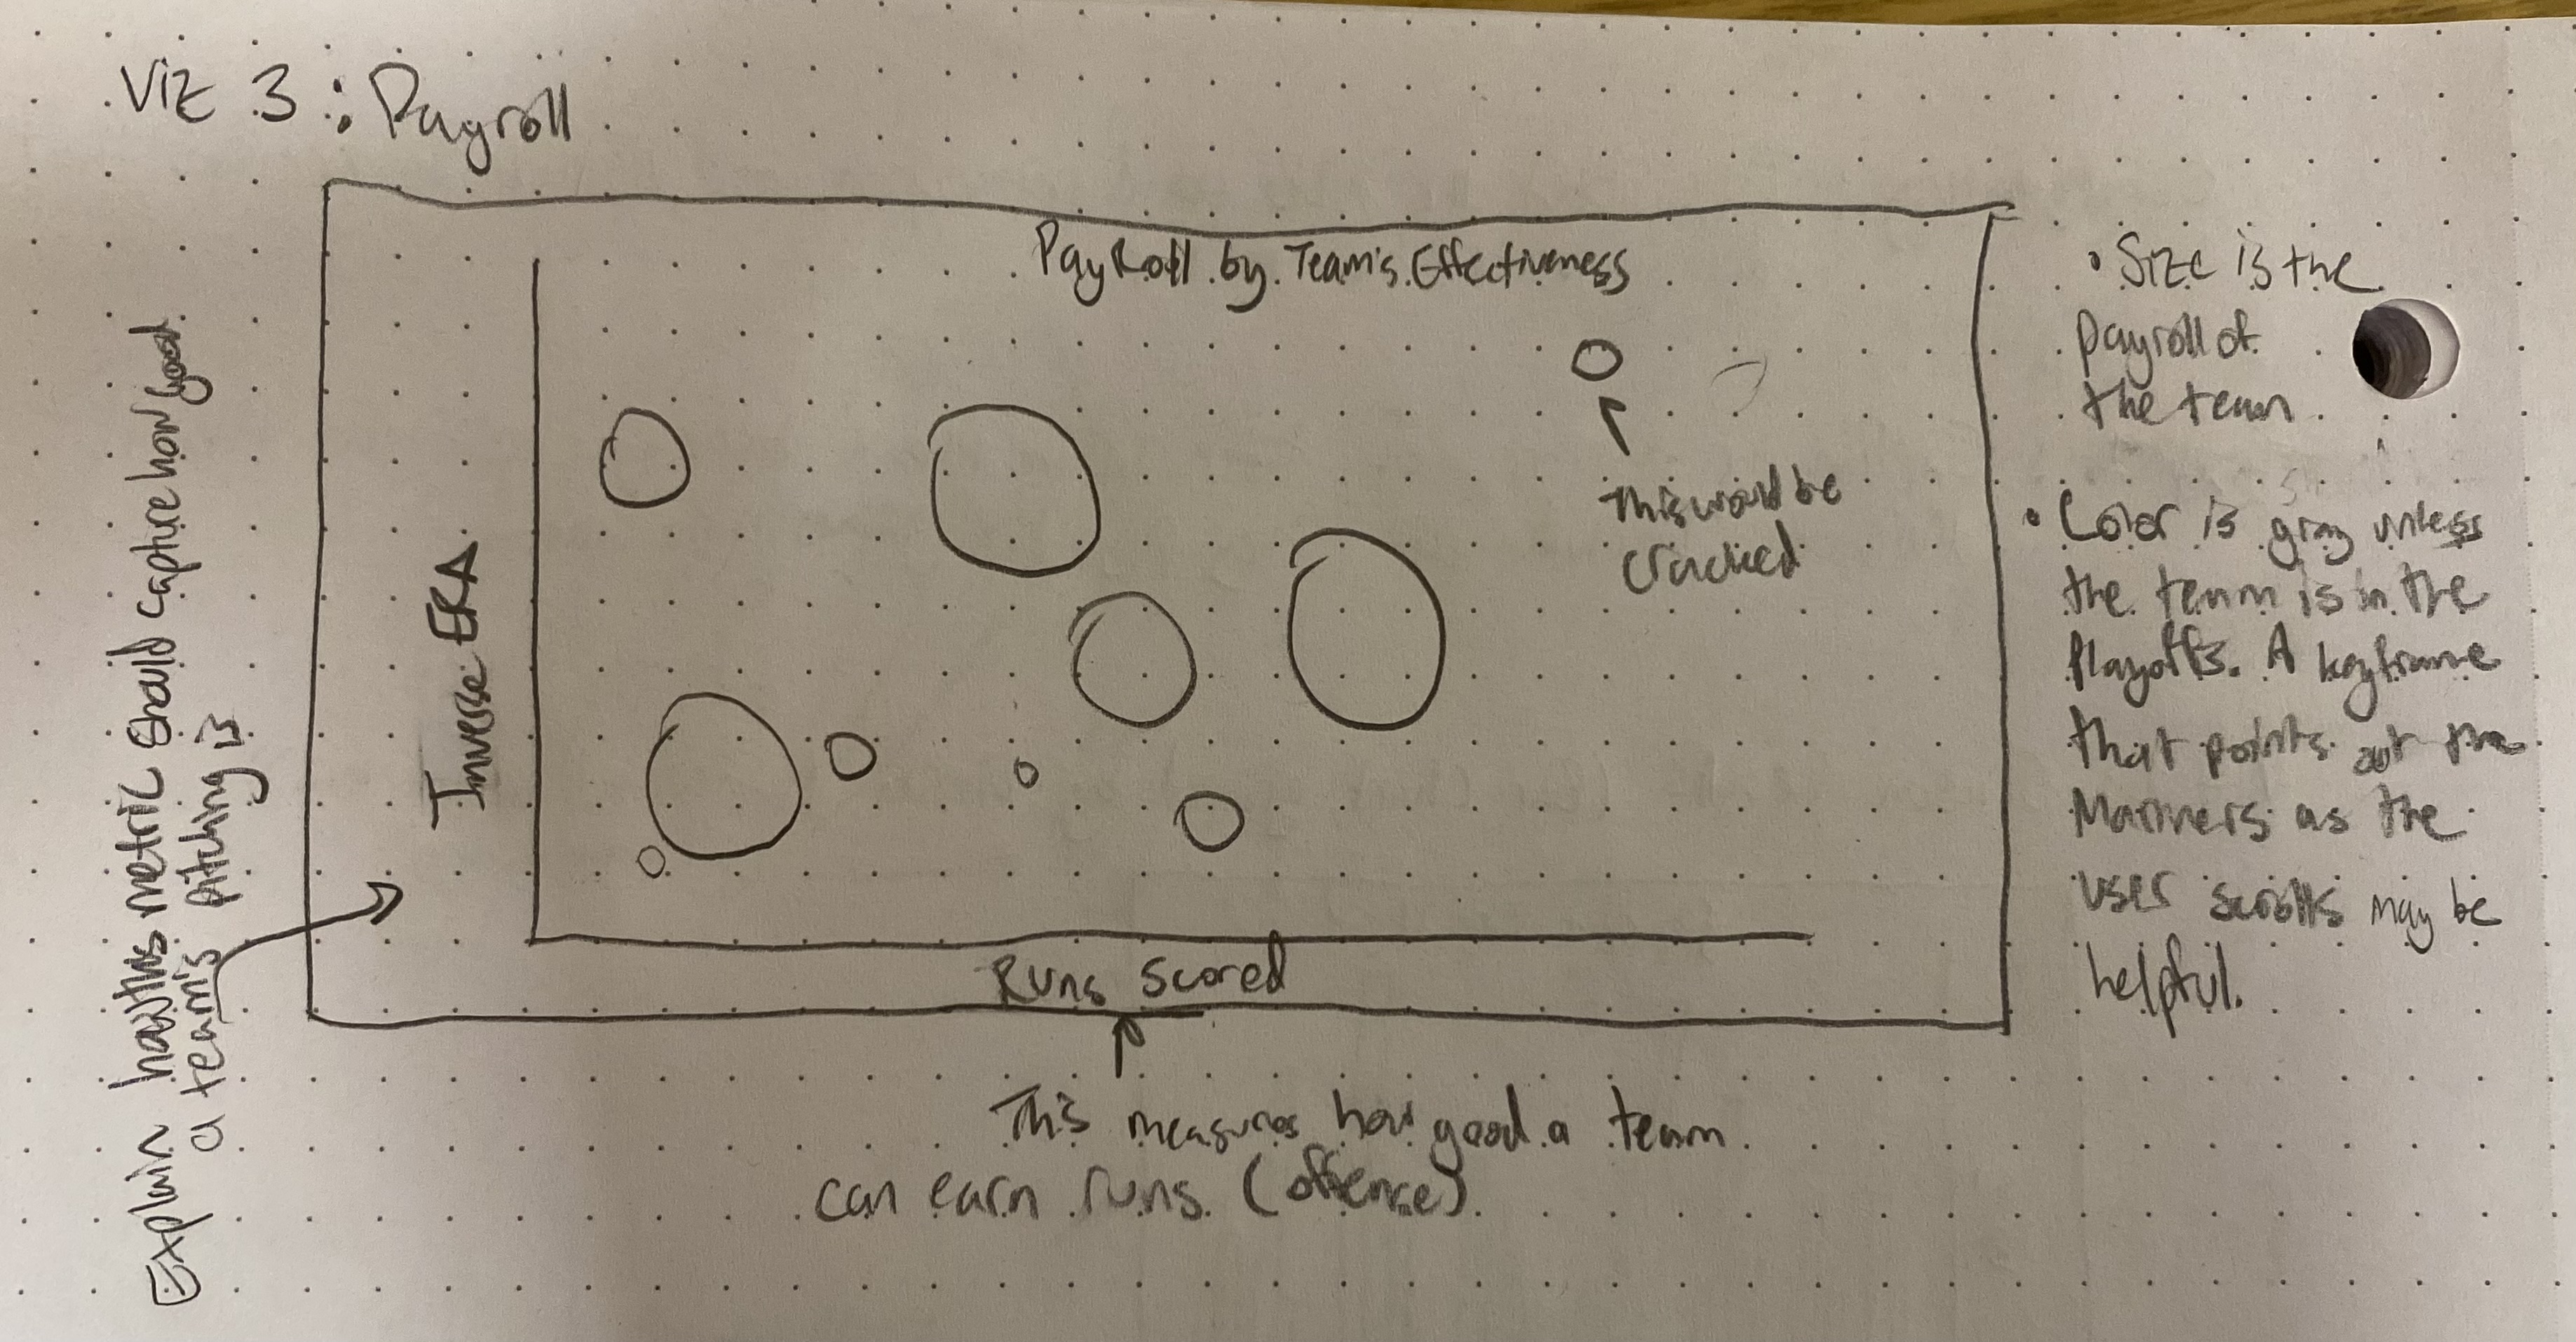 Viz 3: Payroll
PayRoll by Team's Effectiveness
This would be
cracked
Inverse ERA
Runs Scored
Explain how this metric should capture how good
a team's pitching is
This measures how good a team
can earn runs. (offense)
• Size is the
payroll of
the team
• Color is gray unless
the team is in the
Playoffs. A keyframe
that points out the
Mariners as the
user scrolls may be
helpful.